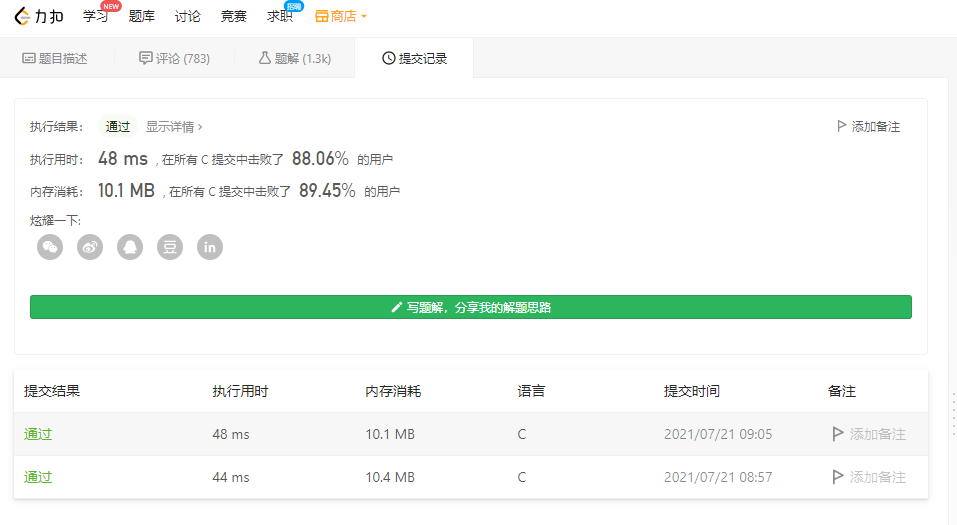 力扣 学习 NEW 题库 讨论 竞赛 求职 招聘 商店
题目描述 评论 (783) 题解 (1.3k) 提交记录
执行结果： 通过 显示详情 › 添加备注
执行用时： 48 ms , 在所有 C 提交中击败了 88.06% 的用户
内存消耗： 10.1 MB , 在所有 C 提交中击败了 89.45% 的用户
炫耀一下:
豆 in
写题解，分享我的解题思路
提交结果 执行用时 内存消耗 语言 提交时间 备注
通过 48 ms 10.1 MB C 2021/07/21 09:05 添加备注
通过 44 ms 10.4 MB C 2021/07/21 08:57 添加备注